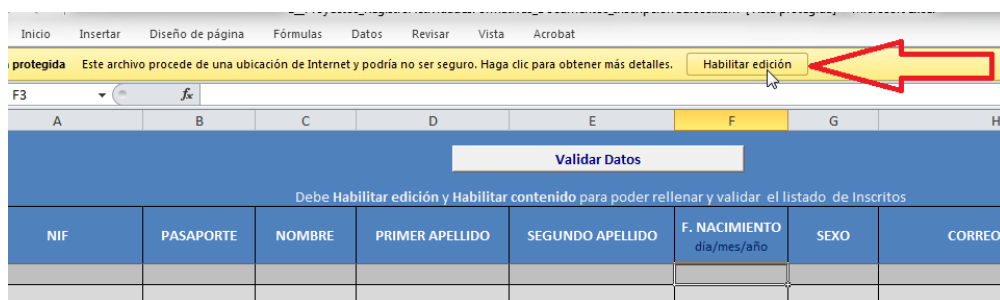 Inicio Insertar Diseño de página Fórmulas Datos Revisar Vista Acrobat
protegida Este archivo procede de una ubicación de Internet y podría no ser seguro. Haga clic para obtener más detalles. Habilitar edición
F3 fx
A B C D E F G H
Validar Datos
Debe Habilitar edición y Habilitar contenido para poder rellenar y validar el listado de Inscritos
NIF PASAPORTE NOMBRE PRIMER APELLIDO SEGUNDO APELLIDO F. NACIMIENTO SEXO CORREO
día/mes/año